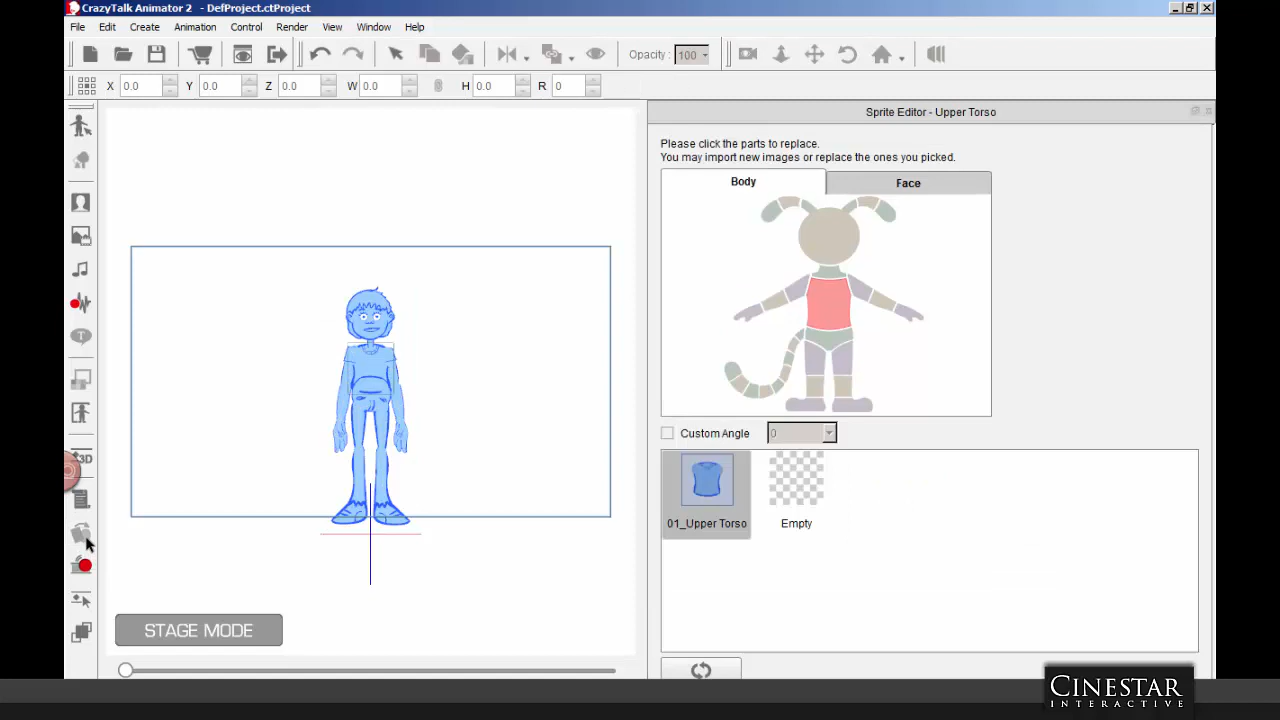 CrazyTalk Animator 2 - DefProject.ctProject
File Edit Create Animation Control Render View Window Help
Opacity : 100
X 0.0 Y 0.0 Z 0.0 W 0.0 H 0.0 R 0
Sprite Editor - Upper Torso
Please click the parts to replace.
You may import new images or replace the ones you picked.
Body Face
Custom Angle 0
01_Upper Torso Empty
T
3D
STAGE MODE
CINESTAR
INTERACTIVE